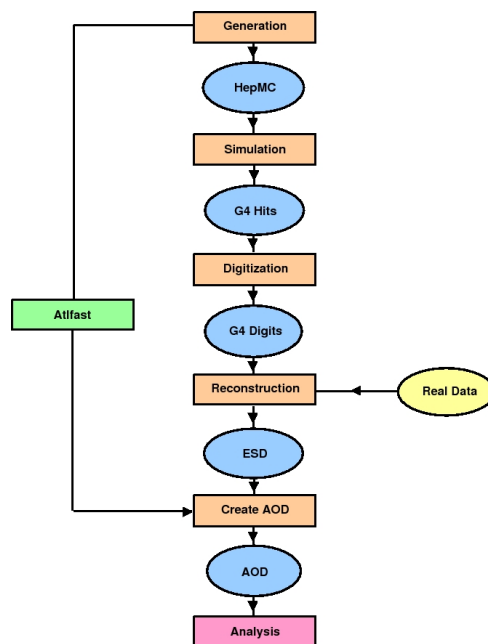 Generation
HepMC
Simulation
G4 Hits
Digitization
Atlfast
G4 Digits
Reconstruction
Real Data
ESD
Create AOD
AOD
Analysis